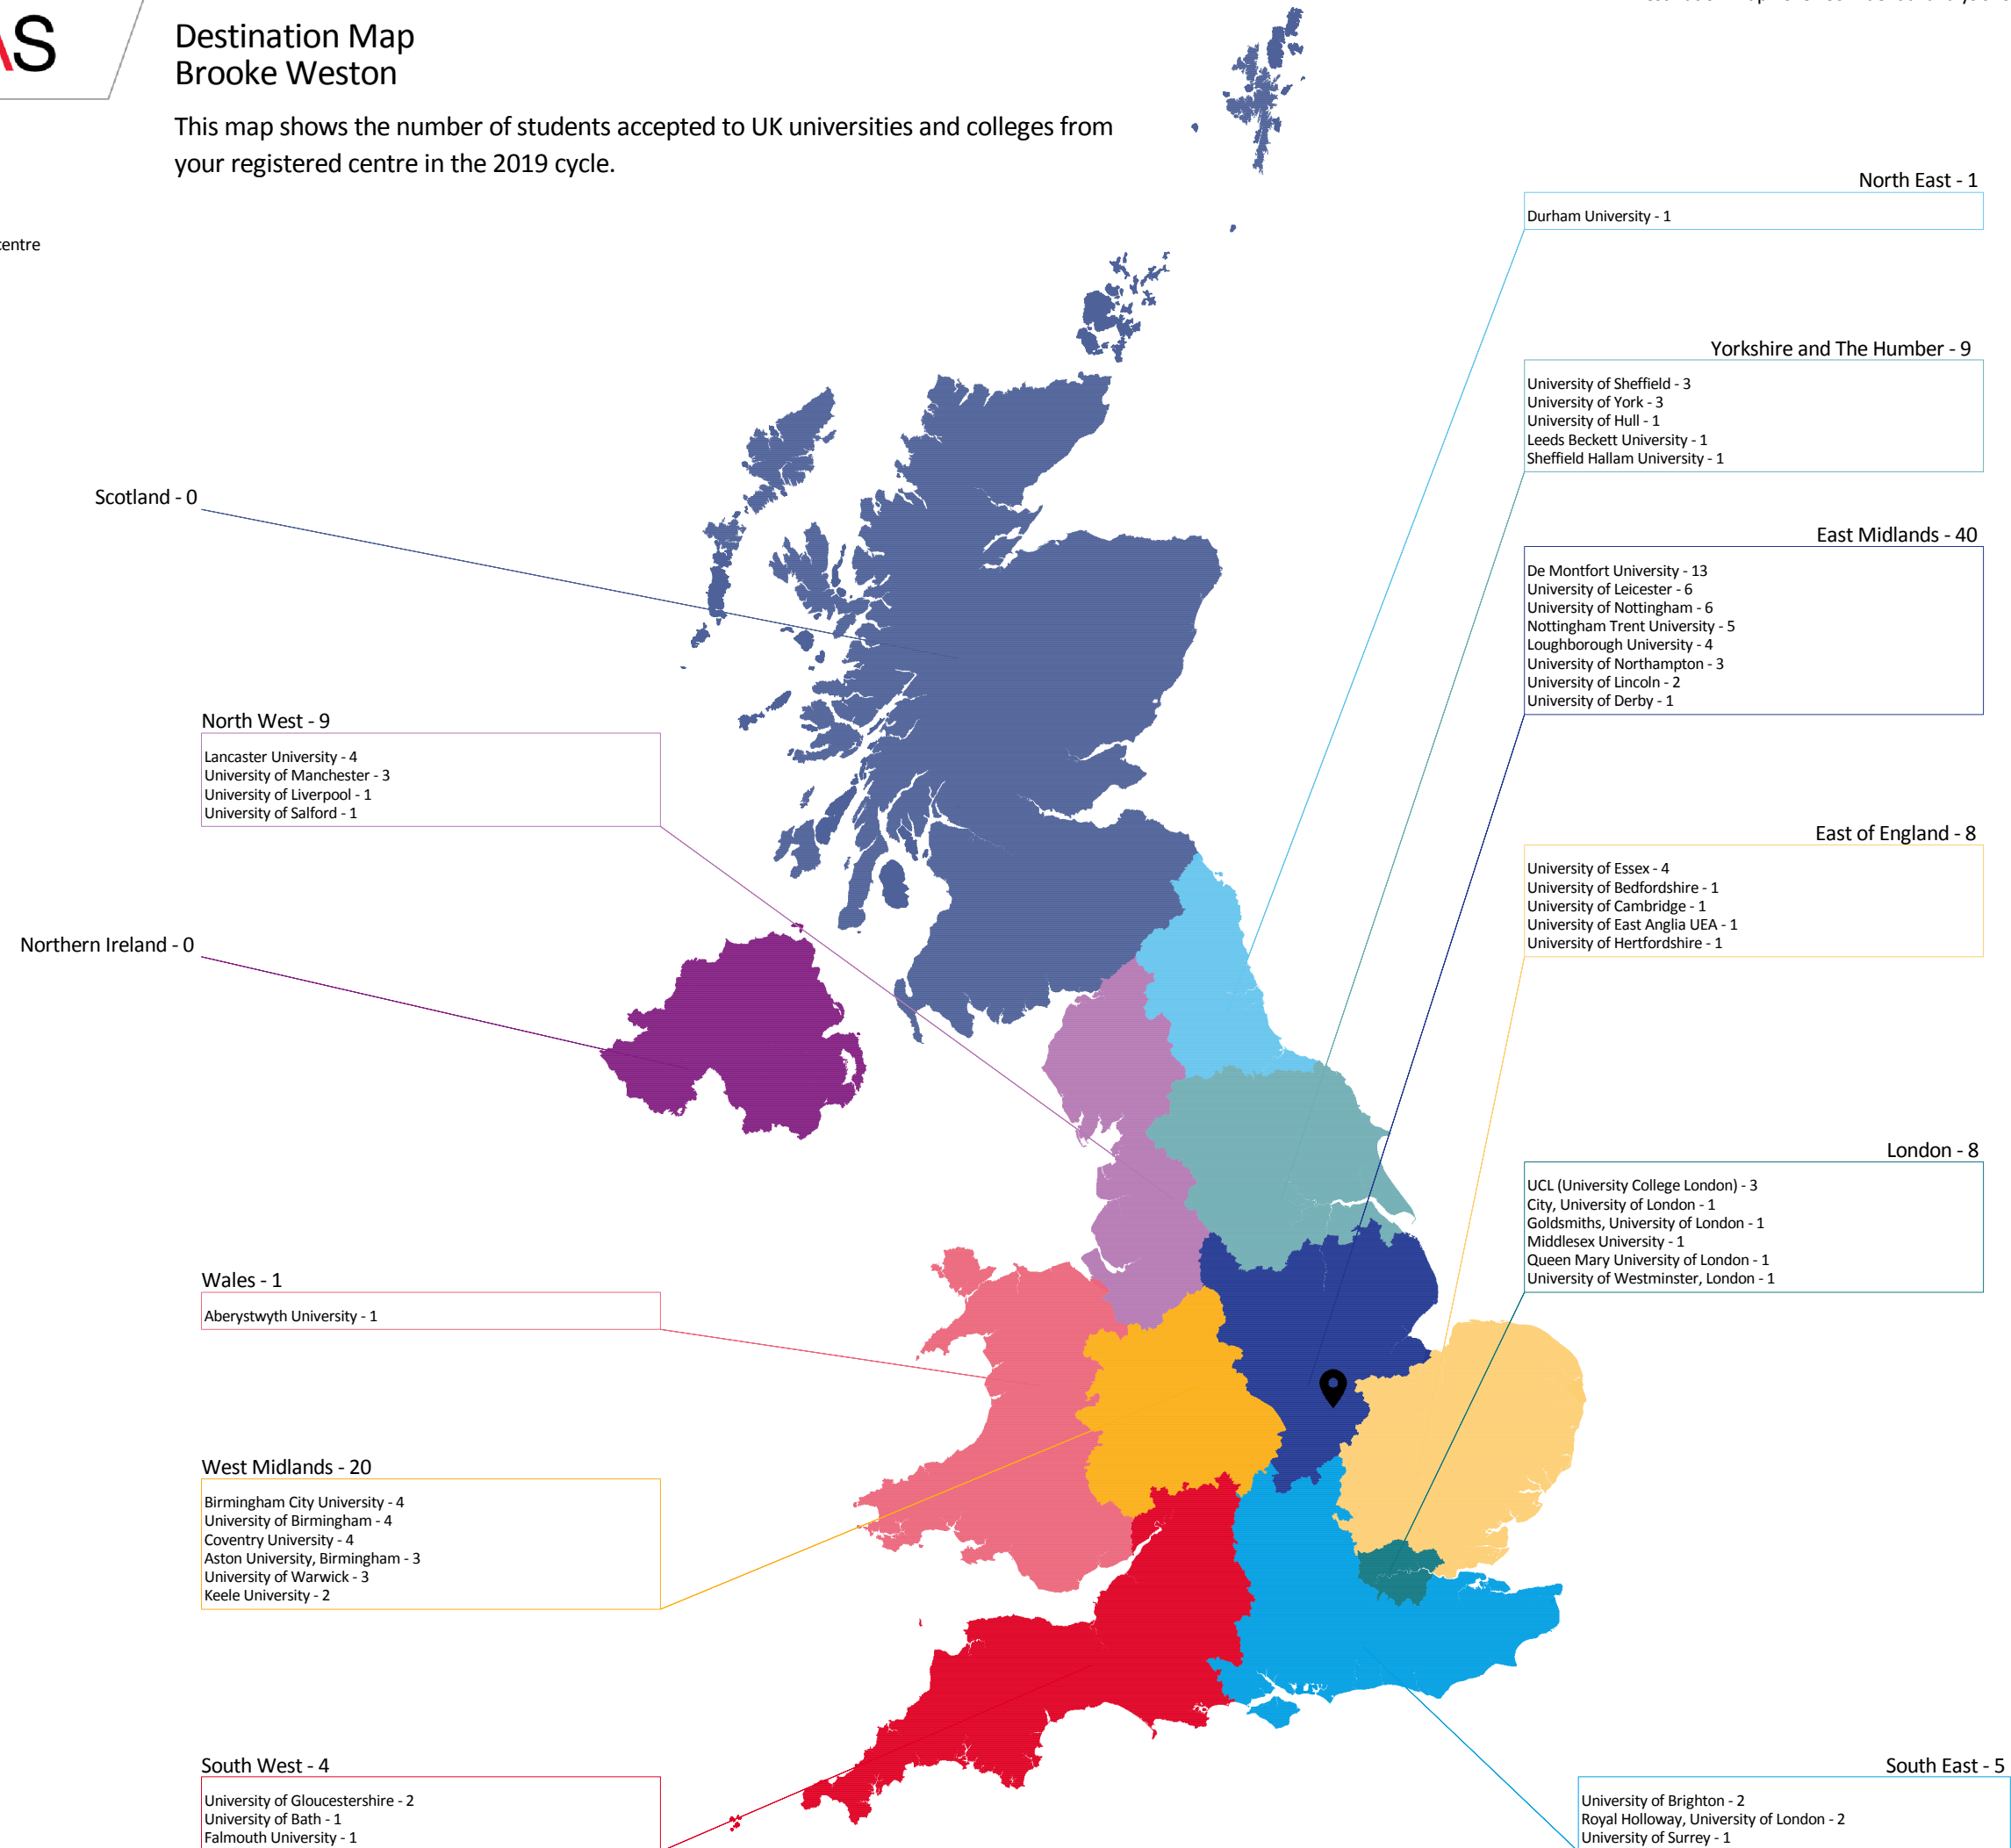 AS
Destination Map
Brooke Weston
This map shows the number of students accepted to UK universities and colleges from
your registered centre in the 2019 cycle.
centre
North East - 1
Durham University - 1
Yorkshire and The Humber - 9
University of Sheffield - 3
University of York - 3
University of Hull - 1
Leeds Beckett University - 1
Sheffield Hallam University - 1
Scotland - 0
East Midlands - 40
De Montfort University - 13
University of Leicester - 6
University of Nottingham - 6
Nottingham Trent University - 5
Loughborough University - 4
University of Northampton - 3
University of Lincoln - 2
University of Derby - 1
North West - 9
Lancaster University - 4
University of Manchester - 3
University of Liverpool - 1
University of Salford - 1
East of England - 8
University of Essex - 4
University of Bedfordshire - 1
University of Cambridge - 1
University of East Anglia UEA - 1
University of Hertfordshire - 1
Northern Ireland - 0
London - 8
UCL (University College London) - 3
City, University of London - 1
Goldsmiths, University of London - 1
Middlesex University - 1
Queen Mary University of London - 1
University of Westminster, London - 1
Wales - 1
Aberystwyth University - 1
West Midlands - 20
Birmingham City University - 4
University of Birmingham - 4
Coventry University - 4
Aston University, Birmingham - 3
University of Warwick - 3
Keele University - 2
South West - 4
University of Gloucestershire - 2
University of Bath - 1
Falmouth University - 1
South East - 5
University of Brighton - 2
Royal Holloway, University of London - 2
University of Surrey - 1